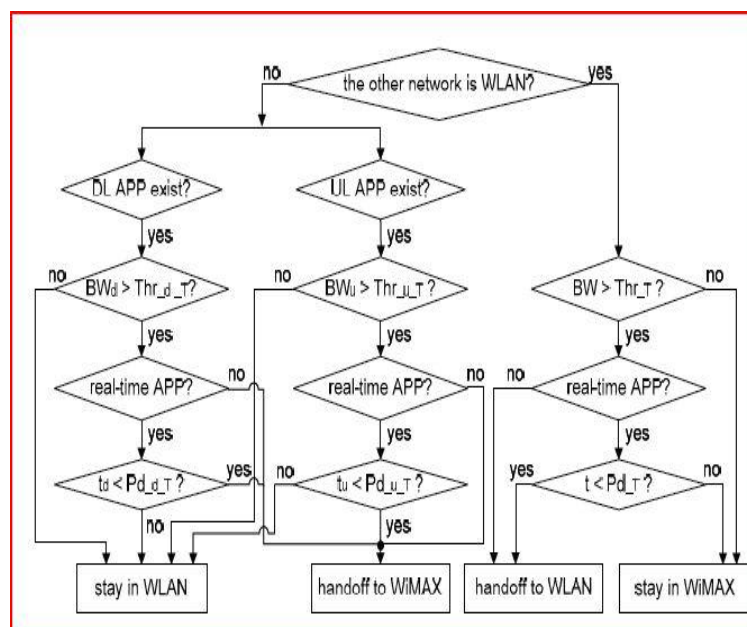 the other network is WLAN?
no
yes
DL APP exist?
UL APP exist?
yes
yes
no
BWd > Thr_d_T?
no
BWu > Thr_u_T?
BW > Thr_T?
no
yes
yes
yes
real-time APP?
no
real-time APP?
no
no
real-time APP?
yes
yes
yes
td < Pd_d_T?
yes
no
tu < Pd_u_T?
yes
t < Pd_T?
no
no
yes
stay in WLAN
handoff to WiMAX
handoff to WLAN
stay in WiMAX